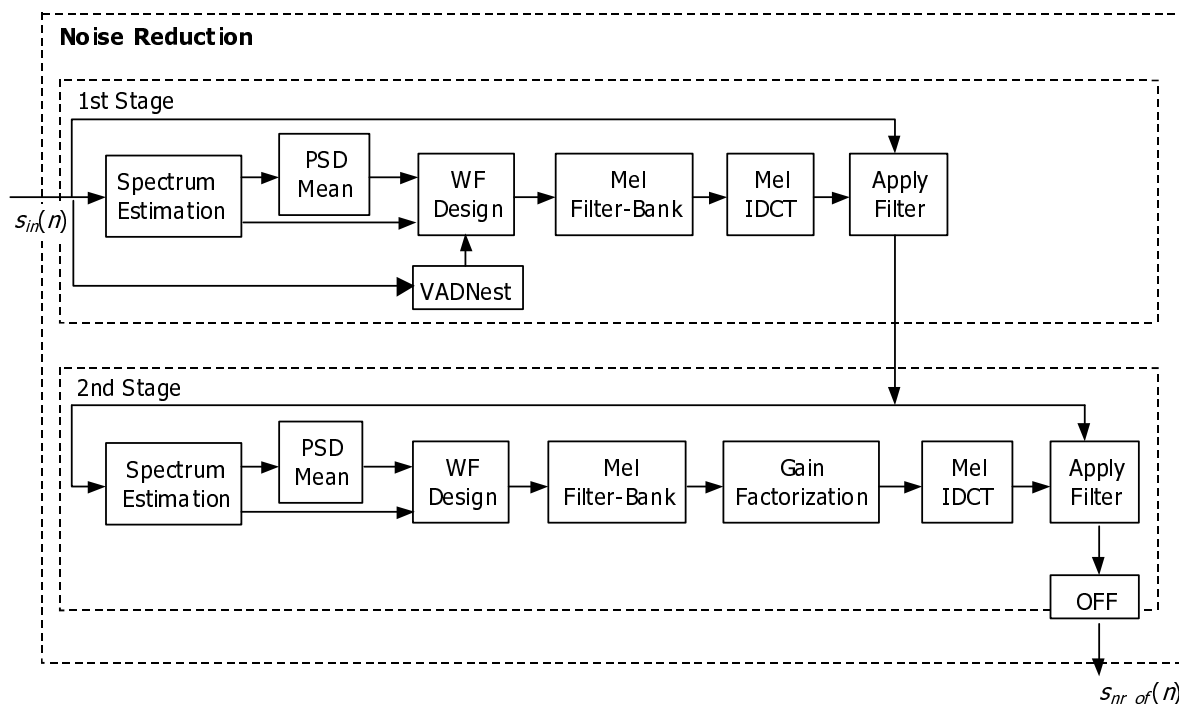 Noise Reduction
1st Stage
PSD
Mean
Spectrum
Estimation
WF
Design
Mel
Filter-Bank
Mel
IDCT
Apply
Filter
s_in(n)
VADNest
2nd Stage
PSD
Mean
Spectrum
Estimation
WF
Design
Mel
Filter-Bank
Gain
Factorization
Mel
IDCT
Apply
Filter
OFF
s_nr_of(n)